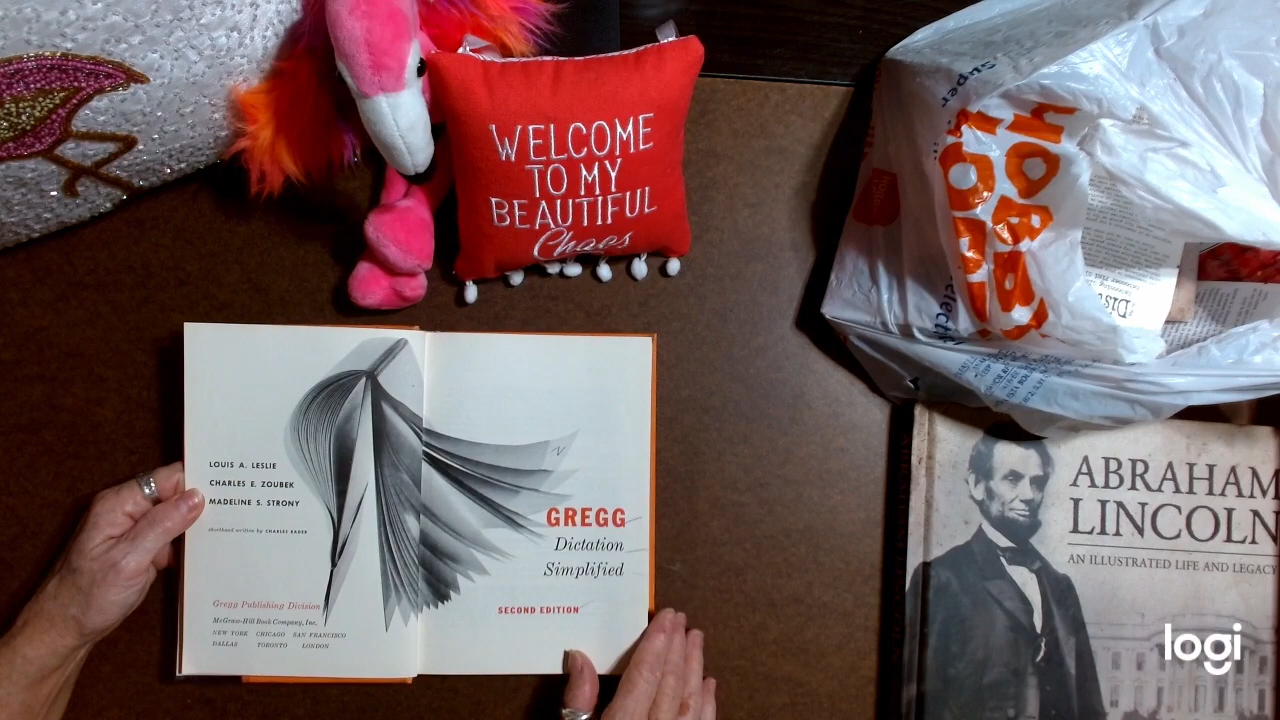 WELCOME
TO MY
BEAUTIFUL
Chaos
LOUIS A. LESLIE
CHARLES E. ZOUBEK
MADELINE S. STRONY
shorthand written by CHARLES RADER
Gregg Publishing Division
McGraw-Hill Book Company, Inc.
NEW YORK CHICAGO SAN FRANCISCO
DALLAS TORONTO LONDON
GREGG
Dictation
Simplified
SECOND EDITION
HOBBY
Super
ABRAHAM
LINCOLN
AN ILLUSTRATED LIFE AND LEGACY
logi